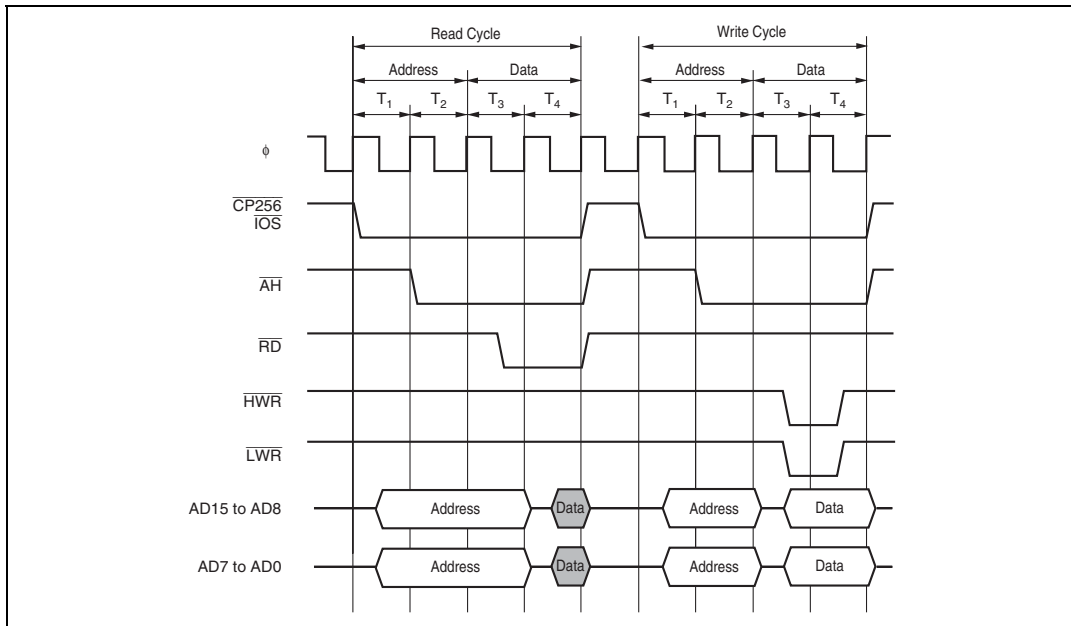 Read Cycle Write Cycle
Address Data Address Data
T1 T2 T3 T4 T1 T2 T3 T4
ϕ
CP256
IOS
AH
RD
HWR
LWR
AD15 to AD8 Address Data Address Data
AD7 to AD0 Address Data Address Data